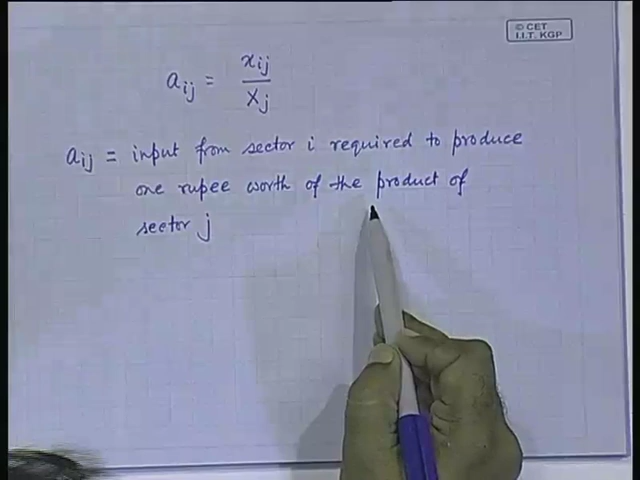 © CET
I.I.T. KGP
aij = xij / Xj
aij = input from sector i required to produce
one rupee worth of the product of
sector j